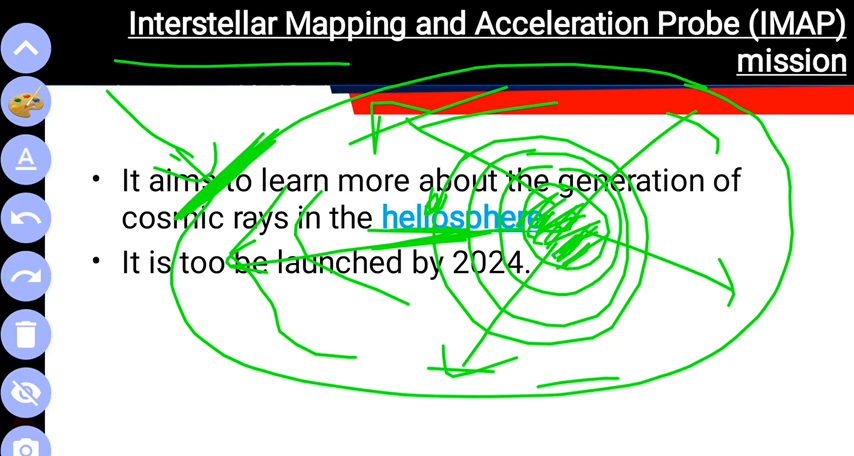 Interstellar Mapping and Acceleration Probe (IMAP)
mission
• It aims to learn more about the generation of
cosmic rays in the heliosphere.
• It is too be launched by 2024.